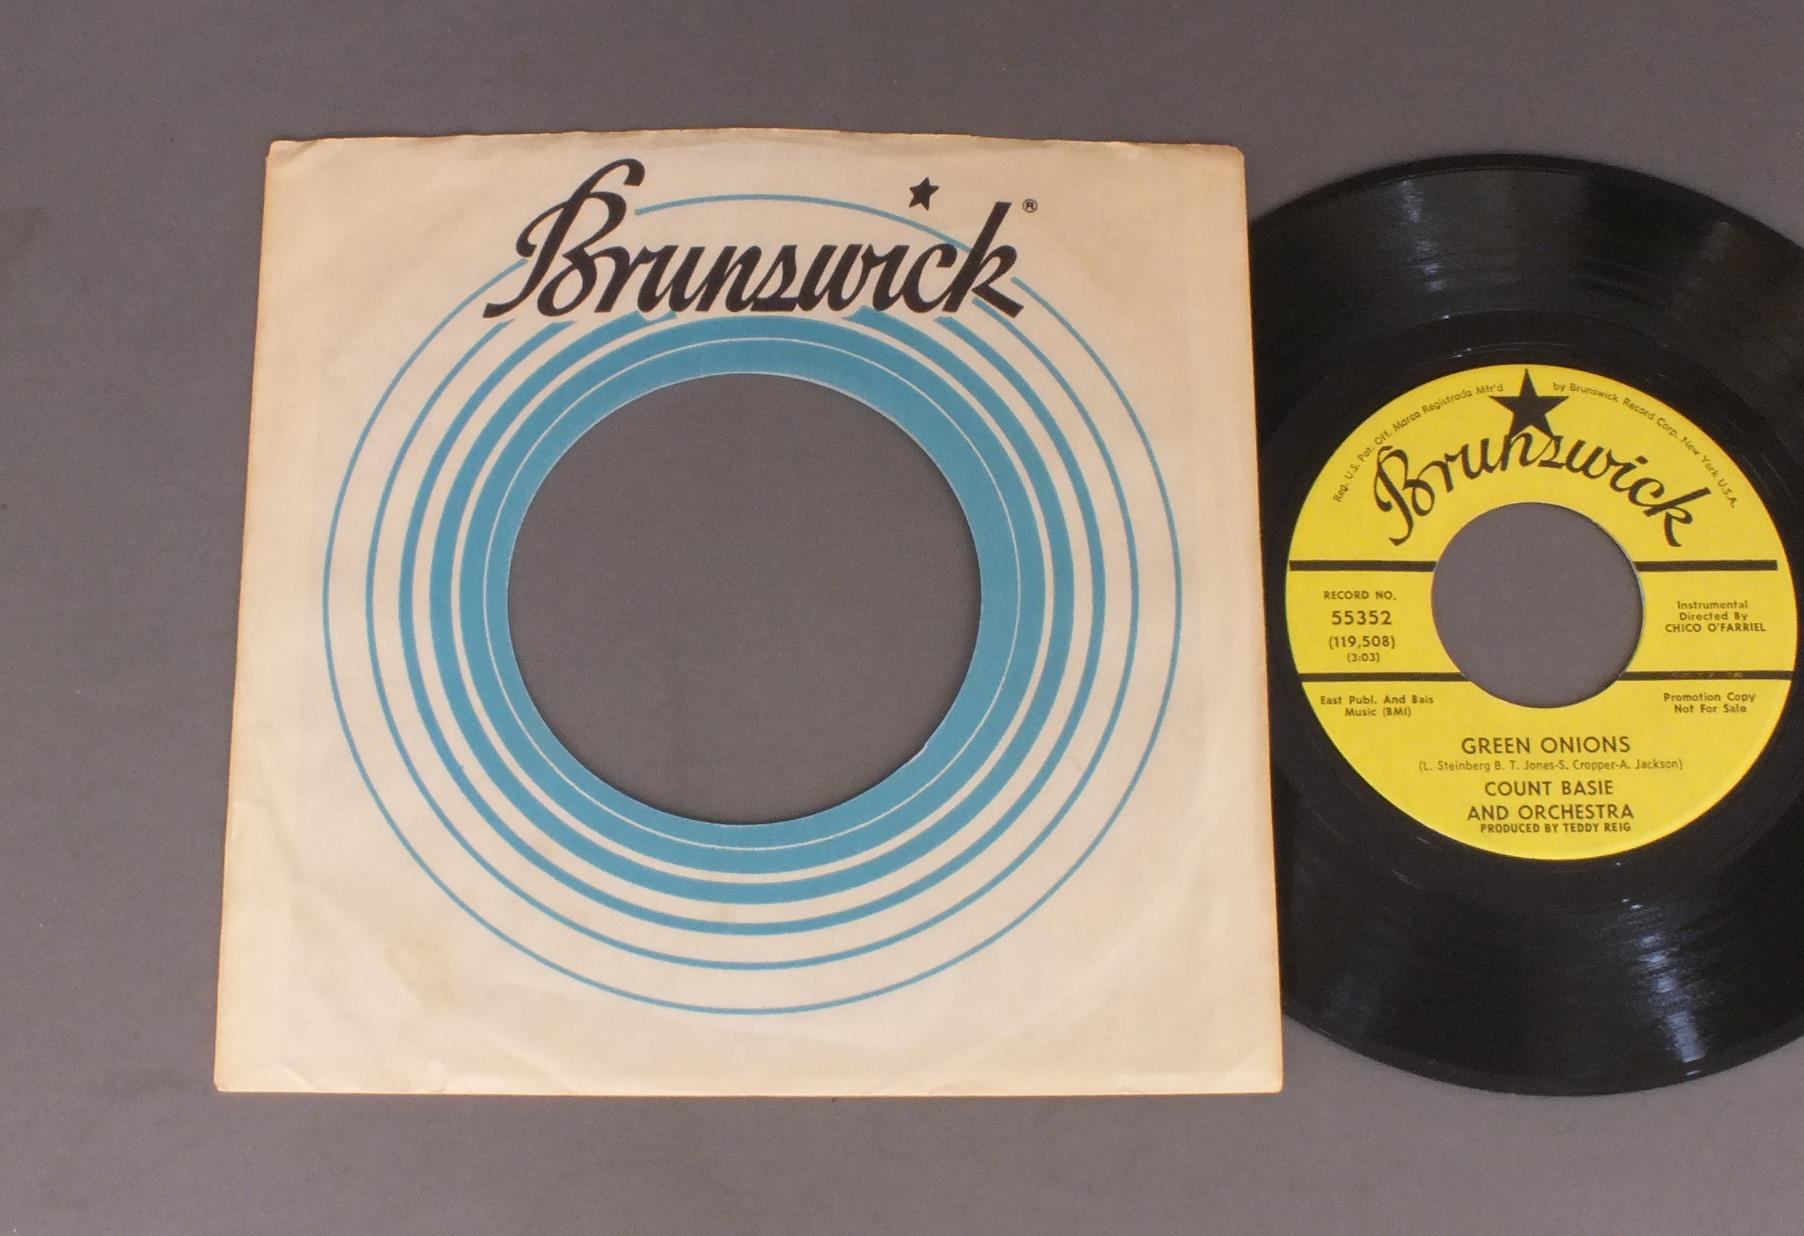 Brunswick ®
Reg. U.S. Pat. Off. Marca Registrada Mfr'd. by Brunswick Record Corp. New York U.S.A.
Brunswick
RECORD NO.
55352
(119,508)
(3:03)
Instrumental
Directed By
CHICO O'FARRIEL
East Publ. And Bais
Music (BMI)
Promotion Copy
Not For Sale
GREEN ONIONS
(L. Steinberg B. T. Jones-S. Cropper-A. Jackson)
COUNT BASIE
AND ORCHESTRA
PRODUCED BY TEDDY REIG